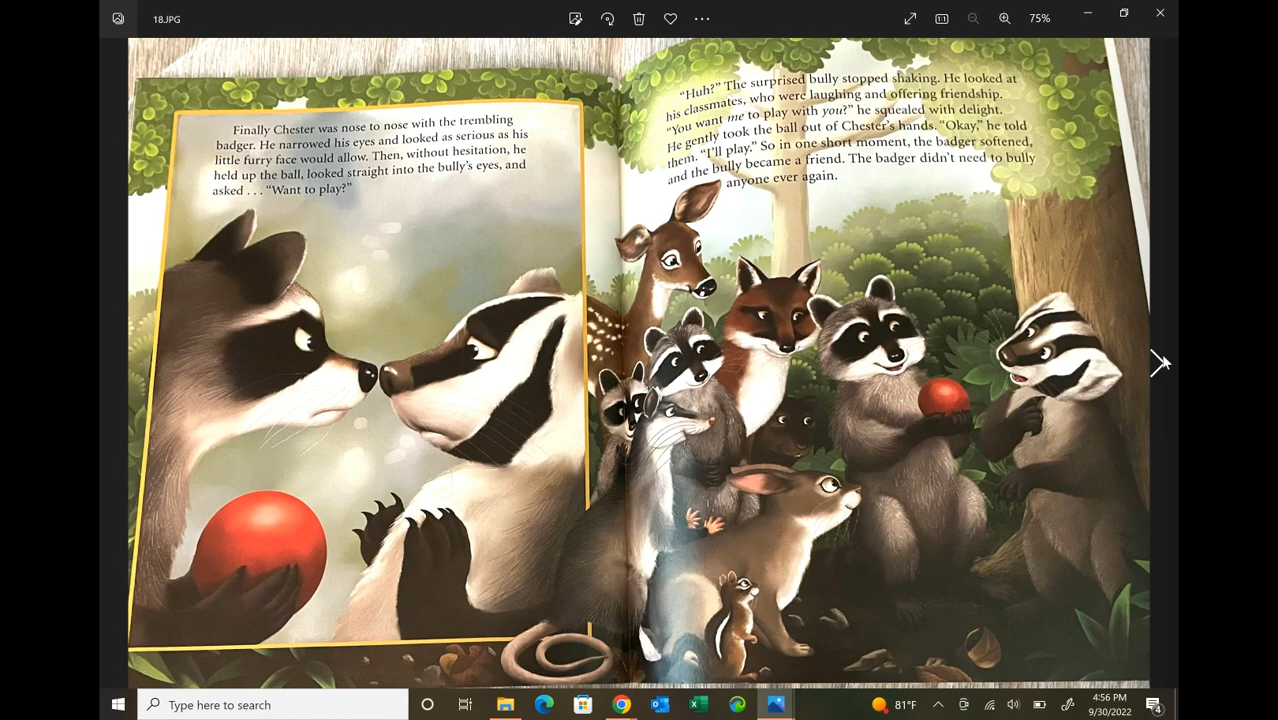 18.JPG
75%
Finally Chester was nose to nose with the trembling
badger. He narrowed his eyes and looked as serious as his
little furry face would allow. Then, without hesitation, he
held up the ball, looked straight into the bully's eyes, and
asked . . . “Want to play?”
“Huh?” The surprised bully stopped shaking. He looked at
his classmates, who were laughing and offering friendship.
“You want me to play with you?” he squealed with delight.
He gently took the ball out of Chester's hands. “Okay,” he told
them. “I'll play.” So in one short moment, the badger softened,
and the bully became a friend. The badger didn't need to bully
anyone ever again.
Type here to search
81°F
4:56 PM
9/30/2022
4